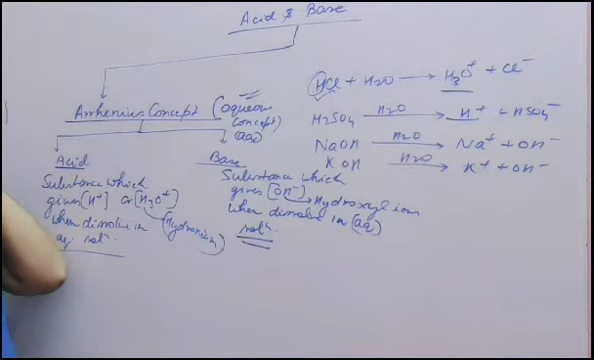 Acid & Base
Arrhenius Concept (aqueous
concept)
(aq)
Acid
Substance which
gives [H⁺] or [H₃O⁺]
(Hydronium)
when dissolve in
aq. solⁿ.
Base
Substance which
gives [OH⁻] → Hydroxyl ion
when dissolve in (aq)
solⁿ.
HCl + H₂O → H₃O⁺ + Cl⁻
H₂SO₄ H₂O → H⁺ + HSO₄⁻
NaOH H₂O → Na⁺ + OH⁻
KOH H₂O → K⁺ + OH⁻